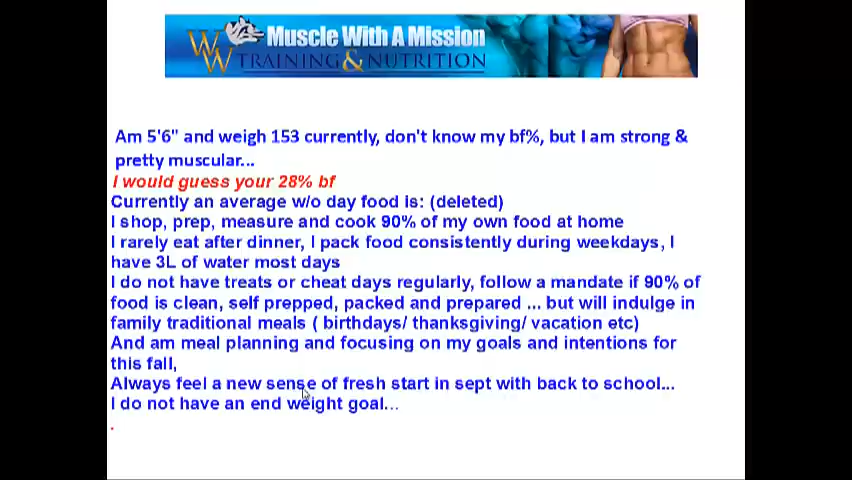 Muscle With A Mission
WW TRAINING & NUTRITION
Am 5'6" and weigh 153 currently, don't know my bf%, but I am strong &
pretty muscular...
I would guess your 28% bf
Currently an average w/o day food is: (deleted)
I shop, prep, measure and cook 90% of my own food at home
I rarely eat after dinner, I pack food consistently during weekdays, I
have 3L of water most days
I do not have treats or cheat days regularly, follow a mandate if 90% of
food is clean, self prepped, packed and prepared ... but will indulge in
family traditional meals ( birthdays/ thanksgiving/ vacation etc)
And am meal planning and focusing on my goals and intentions for
this fall,
Always feel a new sense of fresh start in sept with back to school...
I do not have an end weight goal...
.